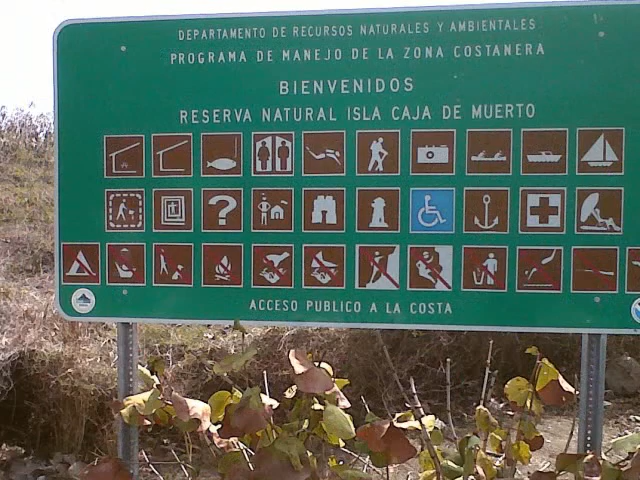 DEPARTAMENTO DE RECURSOS NATURALES Y AMBIENTALES
PROGRAMA DE MANEJO DE LA ZONA COSTANERA
BIENVENIDOS
RESERVA NATURAL ISLA CAJA DE MUERTO
?
ACCESO PUBLICO A LA COSTA